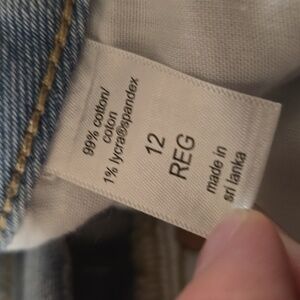 99% cotton/
coton
1% lycra®spandex
12
REG
made in
sri lanka